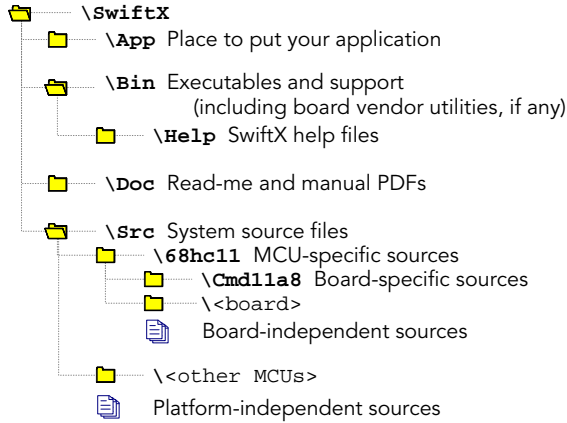 \SwiftX
\App Place to put your application
\Bin Executables and support
(including board vendor utilities, if any)
\Help SwiftX help files
\Doc Read-me and manual PDFs
\Src System source files
\68hc11 MCU-specific sources
\Cmd11a8 Board-specific sources
\<board>
Board-independent sources
\<other MCUs>
Platform-independent sources